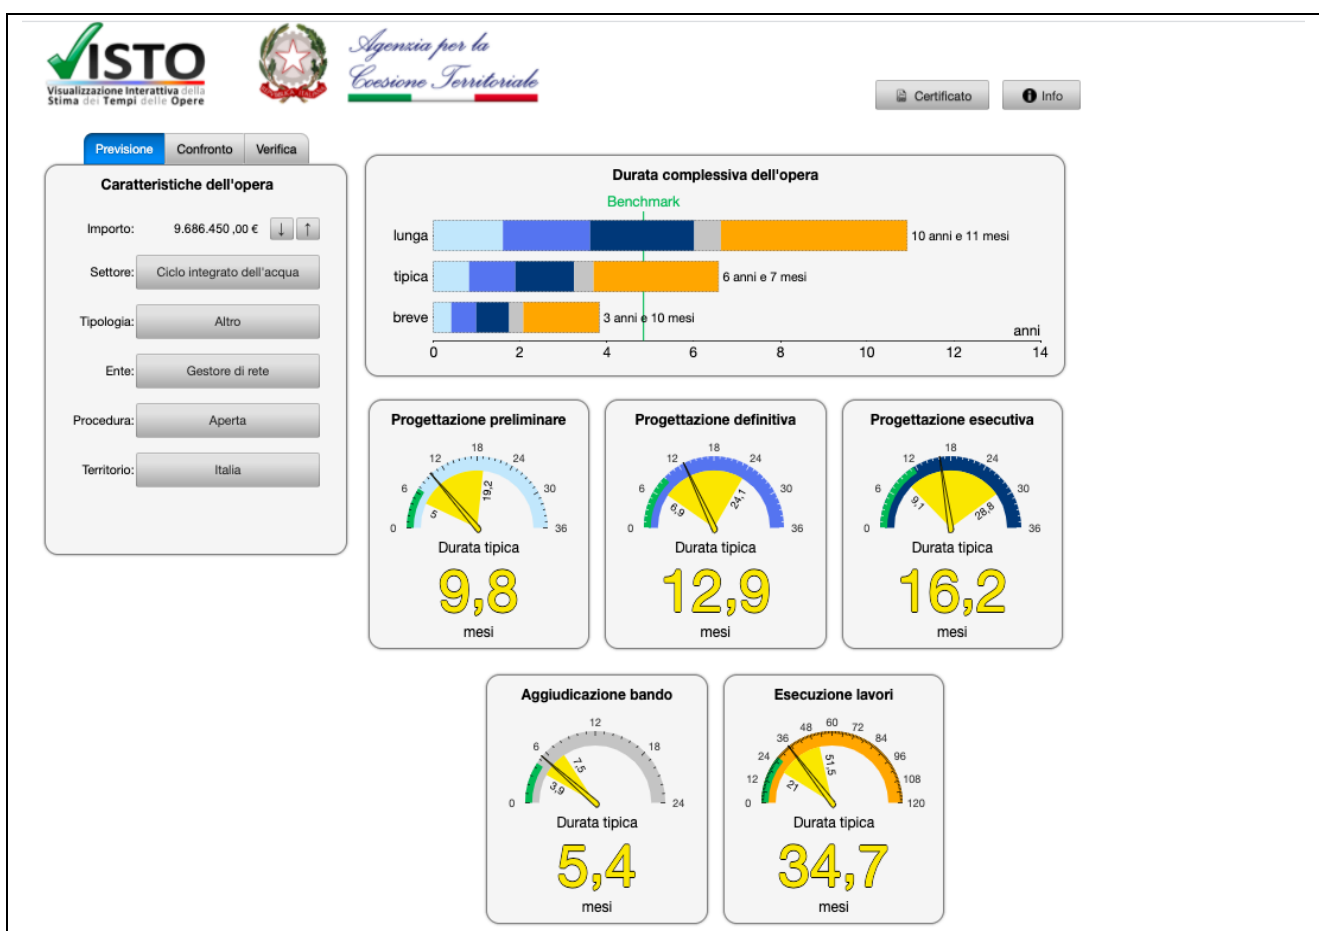 VISTO
Visualizzazione Interattiva della
Stima dei Tempi delle Opere
Agenzia per la
Coesione Territoriale
Certificato
Info
Previsione Confronto Verifica
Caratteristiche dell'opera
Importo: 9.686.450 ,00 € ↓ ↑
Settore: Ciclo integrato dell'acqua
Tipologia: Altro
Ente: Gestore di rete
Procedura: Aperta
Territorio: Italia
Durata complessiva dell'opera
Benchmark
lunga 10 anni e 11 mesi
tipica 6 anni e 7 mesi
breve 3 anni e 10 mesi
anni
0 2 4 6 8 10 12 14
Progettazione preliminare
0 6 12 18 24 30 36
5 19,2
Durata tipica
9,8
mesi
Progettazione definitiva
0 6 12 18 24 30 36
6,9 24,1
Durata tipica
12,9
mesi
Progettazione esecutiva
0 6 12 18 24 30 36
9,1 28,8
Durata tipica
16,2
mesi
Aggiudicazione bando
0 6 12 18 24
3,9 7,5
Durata tipica
5,4
mesi
Esecuzione lavori
0 12 24 36 48 60 72 84 96 108 120
21 51,5
Durata tipica
34,7
mesi